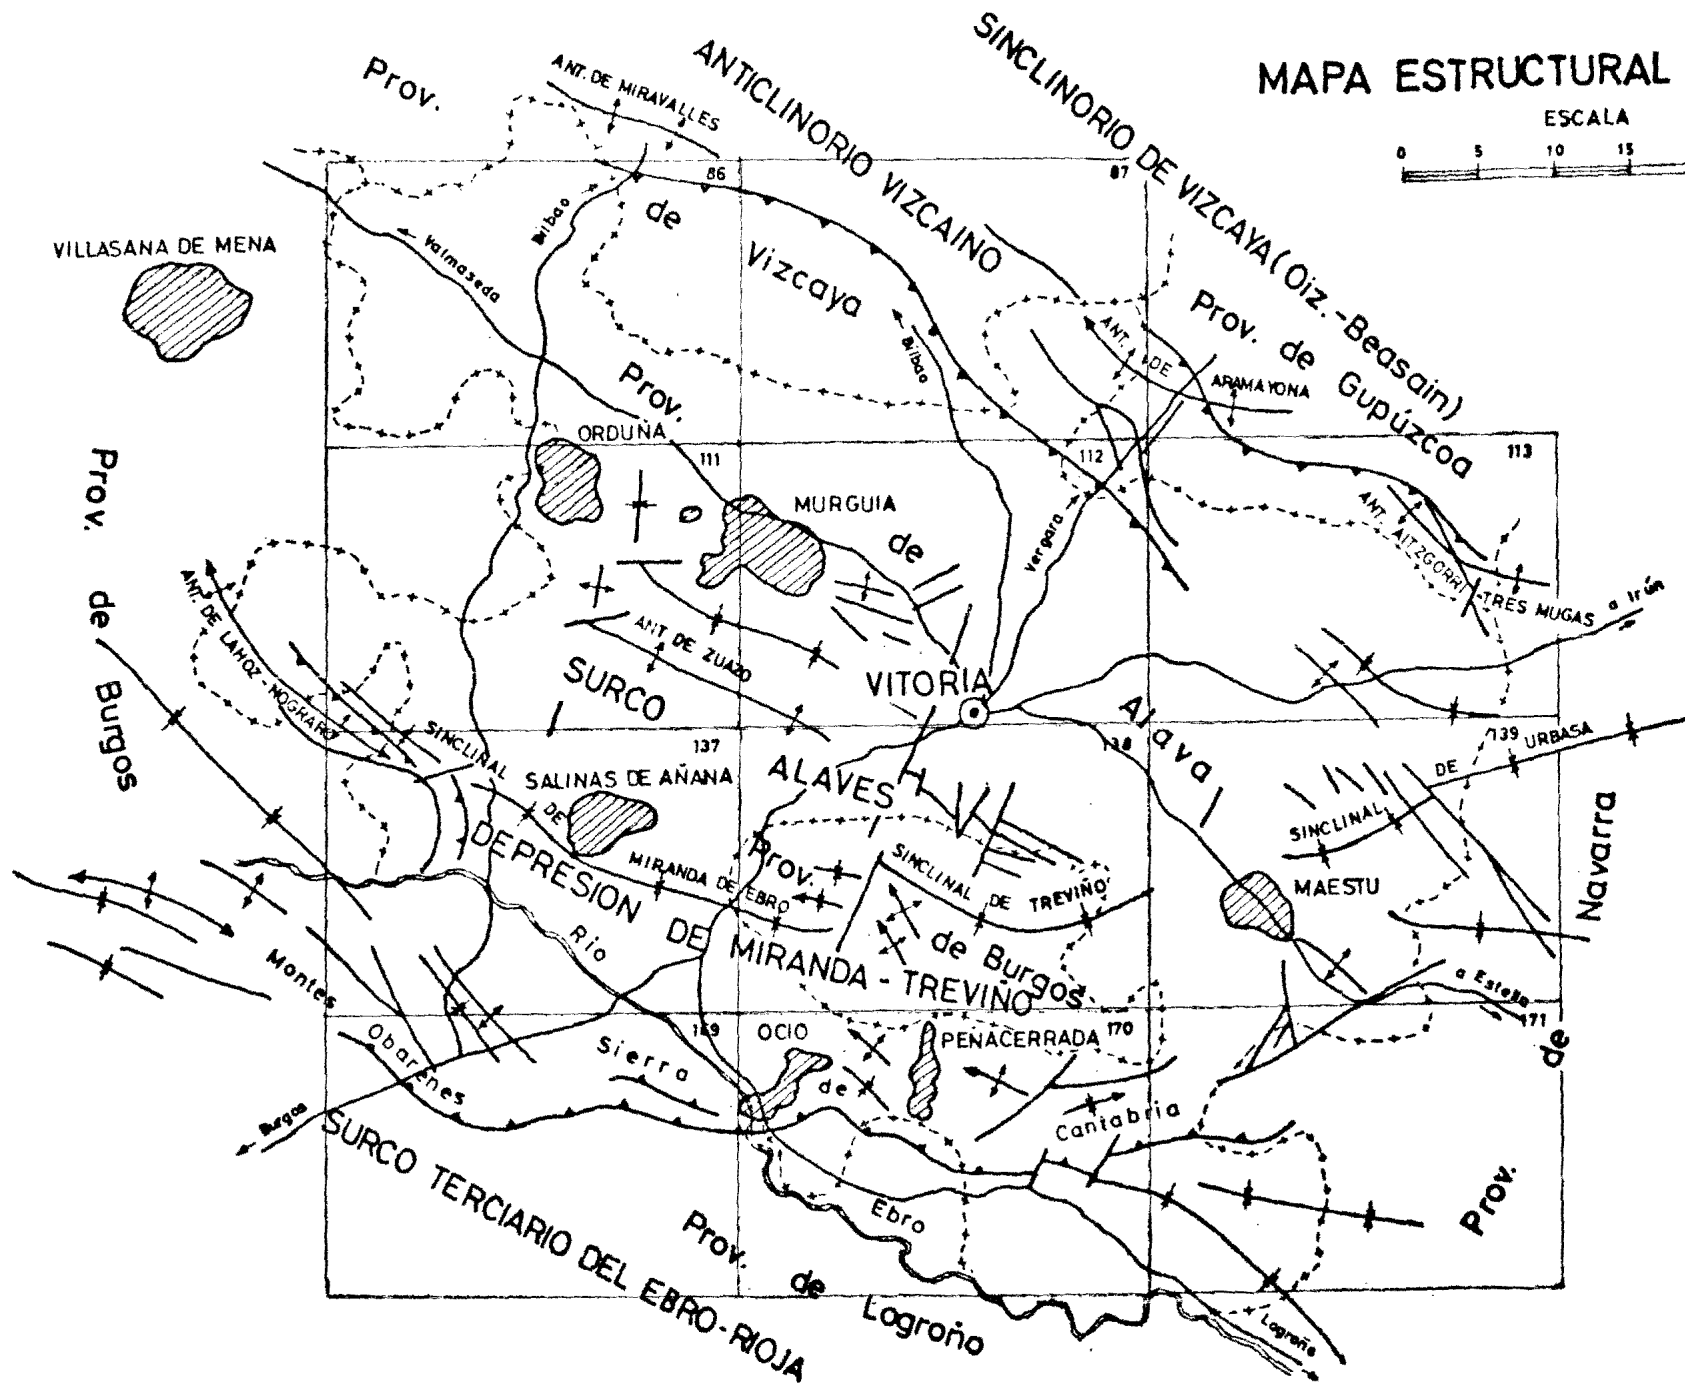 MAPA ESTRUCTURAL
ESCALA
0 5 10 15
SINCLINORIO DE VIZCAYA (Oiz.-Beasain)
ANTICLINORIO VIZCAINO
ANT. DE MIRAVALLES
Prov.
de
Vizcaya
86
87
Bilbao
Valmaseda
VILLASANA DE MENA
Bilbao
Prov. de Gupúzcoa
ANT. DE ARAMAYONA
Prov.
de
Alava
ORDUÑA
111
112
113
MURGUIA
Vergara
ANT. AITZGORRI-TRES MUGAS
a Irún
Prov. de Burgos
ANT. DE LAHOZ-NOGRARO
ANT. DE ZUAZO
SURCO
ALAVES
VITORIA
137
138
139
SINCLINAL DE URBASA
SINCLINAL DE MIRANDA DE EBRO
SALINAS DE AÑANA
DEPRESION DE MIRANDA - TREVIÑO
Prov.
de Burgos
SINCLINAL DE TREVIÑO
MAESTU
Prov. de Navarra
a Estella
Rio
Ebro
Montes
Obarenes
Sierra
de
Cantabria
169
170
171
OCIO
PEÑACERRADA
Burgos
SURCO TERCIARIO DEL EBRO-RIOJA
Prov. de Logroño
Logroño